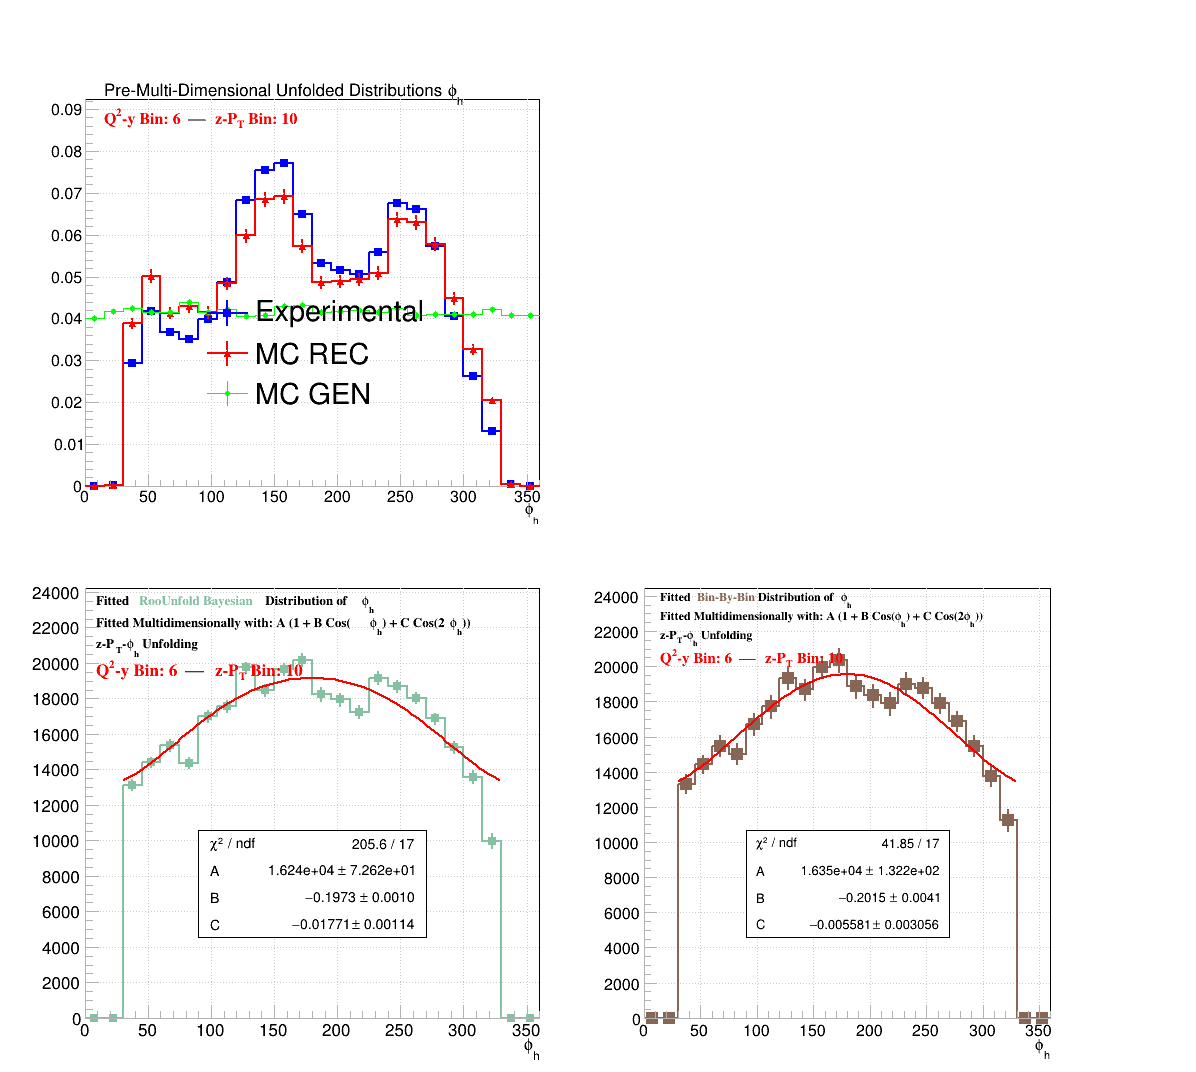 Pre-Multi-Dimensional Unfolded Distributions ϕh
Q2-y Bin: 6 — z-PT Bin: 10
0.09
0.08
0.07
0.06
0.05
0.04
0.03
0.02
0.01
0
Experimental
MC REC
MC GEN
0 50 100 150 200 250 300 350
ϕh
Fitted RooUnfold Bayesian Distribution of ϕh
Fitted Multidimensionally with: A (1 + B Cos( ϕh) + C Cos(2 ϕh))
z-PT-ϕh Unfolding
Q2-y Bin: 6 — z-PT Bin: 10
24000
22000
20000
18000
16000
14000
12000
10000
8000
6000
4000
2000
0
χ² / ndf 205.6 / 17
A 1.624e+04 ± 7.262e+01
B −0.1973 ± 0.0010
C −0.01771 ± 0.00114
0 50 100 150 200 250 300 350
ϕh
Fitted Bin-By-Bin Distribution of ϕh
Fitted Multidimensionally with: A (1 + B Cos(ϕh) + C Cos(2ϕh))
z-PT-ϕh Unfolding
Q2-y Bin: 6 — z-PT Bin: 10
24000
22000
20000
18000
16000
14000
12000
10000
8000
6000
4000
2000
0
χ² / ndf 41.85 / 17
A 1.635e+04 ± 1.322e+02
B −0.2015 ± 0.0041
C −0.005581 ± 0.003056
0 50 100 150 200 250 300 350
ϕh